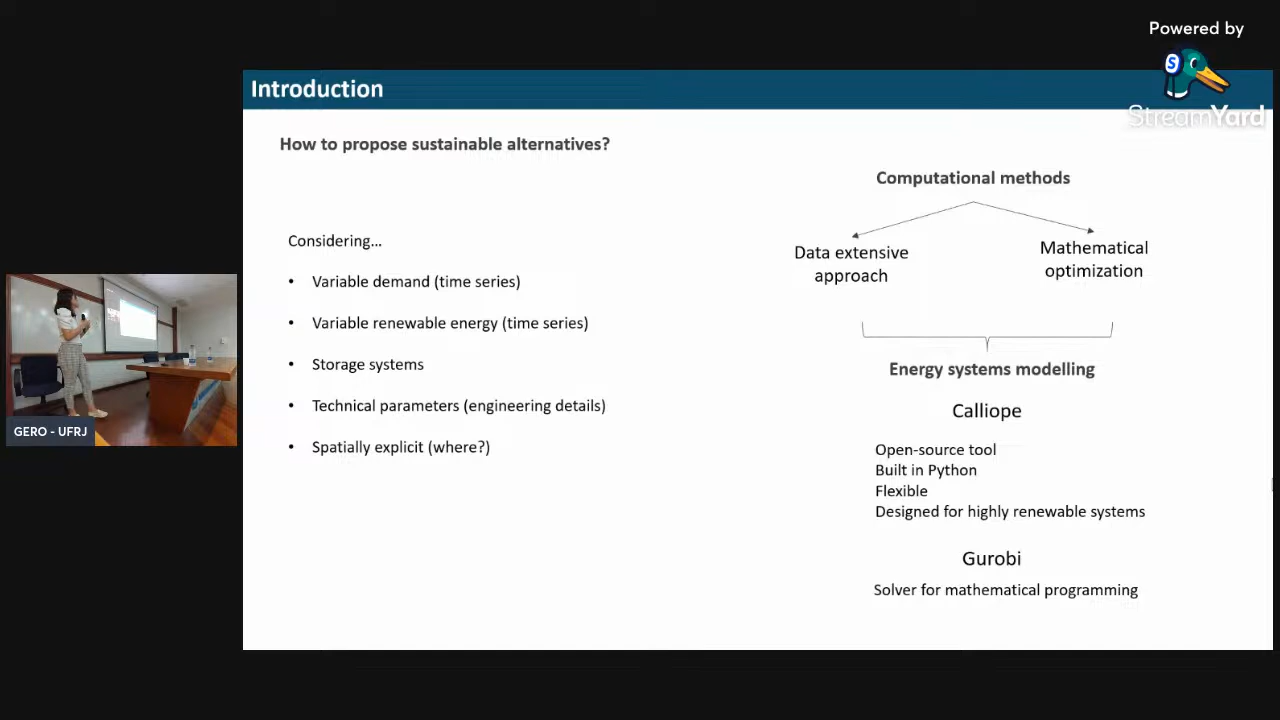 Powered by
StreamYard
Introduction
How to propose sustainable alternatives?
Considering...
• Variable demand (time series)
• Variable renewable energy (time series)
• Storage systems
• Technical parameters (engineering details)
• Spatially explicit (where?)
Computational methods
Data extensive
approach
Mathematical
optimization
Energy systems modelling
Calliope
Open-source tool
Built in Python
Flexible
Designed for highly renewable systems
Gurobi
Solver for mathematical programming
GERO - UFRJ